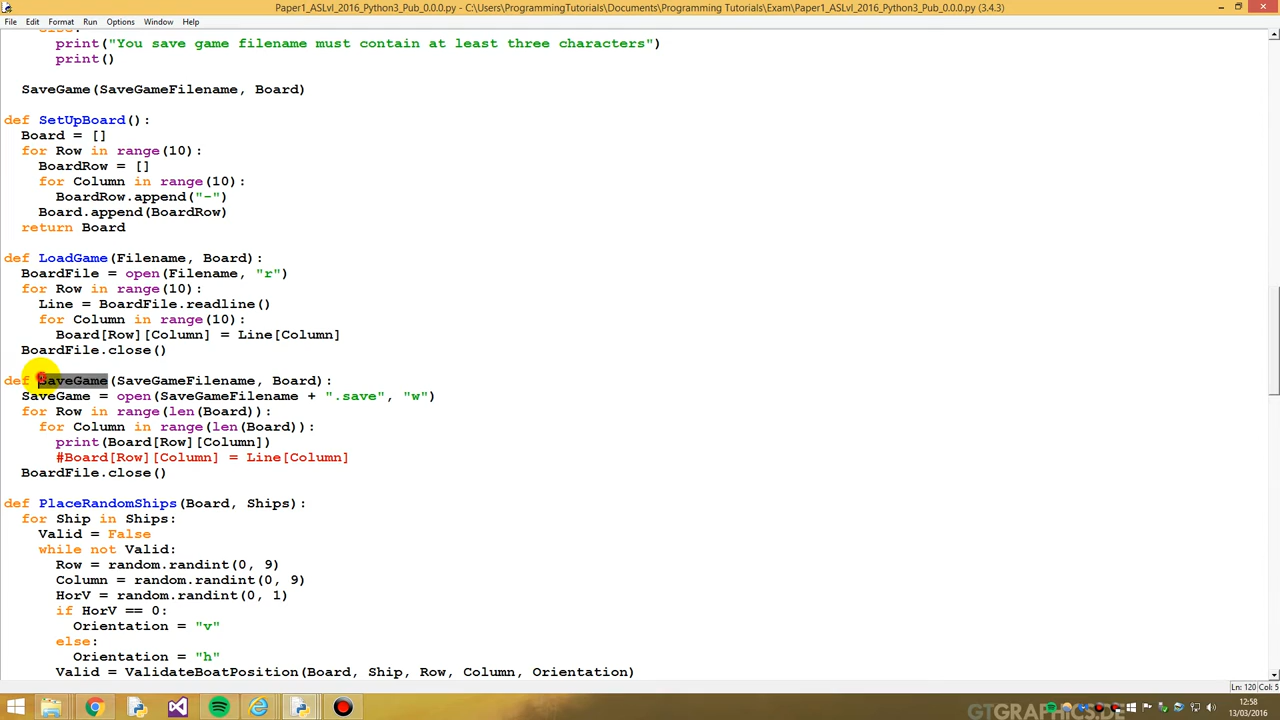 Paper1_ASLvl_2016_Python3_Pub_0.0.0.py - C:\Users\ProgrammingTutorials\Documents\Programming Tutorials\Exam\Paper1_ASLvl_2016_Python3_Pub_0.0.0.py (3.4.3)
File Edit Format Run Options Window Help
else:
print("You save game filename must contain at least three characters")
print()
SaveGame(SaveGameFilename, Board)
def SetUpBoard():
Board = []
for Row in range(10):
BoardRow = []
for Column in range(10):
BoardRow.append("-")
Board.append(BoardRow)
return Board
def LoadGame(Filename, Board):
BoardFile = open(Filename, "r")
for Row in range(10):
Line = BoardFile.readline()
for Column in range(10):
Board[Row][Column] = Line[Column]
BoardFile.close()
def SaveGame(SaveGameFilename, Board):
SaveGame = open(SaveGameFilename + ".save", "w")
for Row in range(len(Board)):
for Column in range(len(Board)):
print(Board[Row][Column])
#Board[Row][Column] = Line[Column]
BoardFile.close()
def PlaceRandomShips(Board, Ships):
for Ship in Ships:
Valid = False
while not Valid:
Row = random.randint(0, 9)
Column = random.randint(0, 9)
HorV = random.randint(0, 1)
if HorV == 0:
Orientation = "v"
else:
Orientation = "h"
Valid = ValidateBoatPosition(Board, Ship, Row, Column, Orientation)
Ln: 120 Col: 5
GTGRAPHICSDE
12:58
13/03/2016